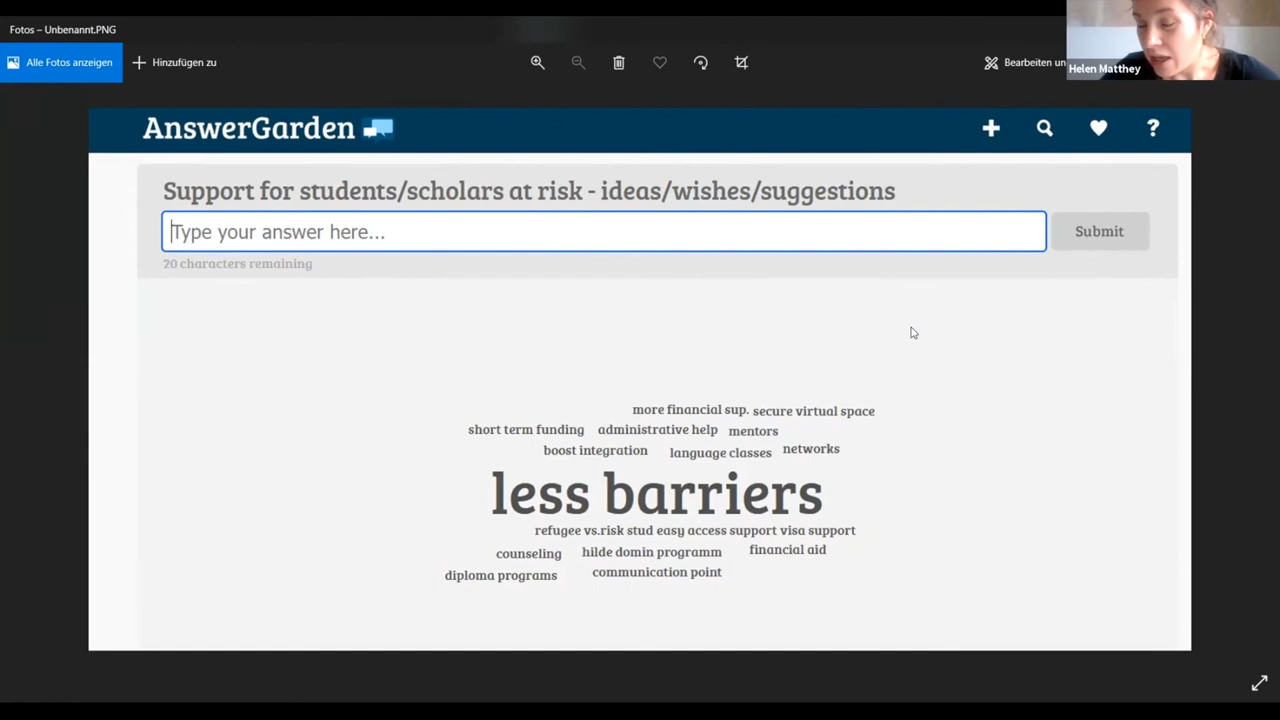 Fotos – Unbenannt.PNG
Alle Fotos anzeigen
Hinzufügen zu
Bearbeiten un
Helen Matthey
AnswerGarden
?
Support for students/scholars at risk - ideas/wishes/suggestions
Type your answer here...
Submit
20 characters remaining
more financial sup. secure virtual space
short term funding administrative help mentors
boost integration language classes networks
less barriers
refugee vs.risk stud easy access support visa support
counseling hilde domin programm financial aid
diploma programs communication point